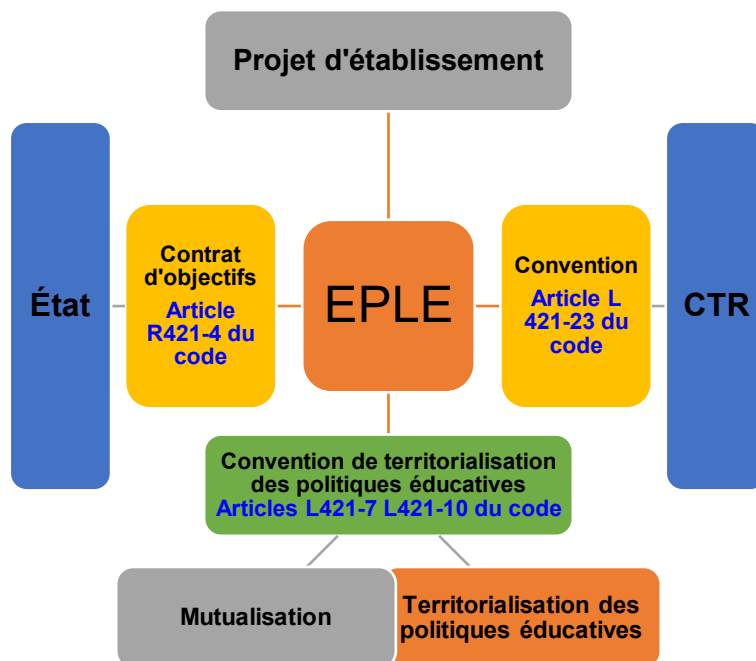 Projet d'établissement
État
Contrat
d'objectifs
Article
R421-4 du
code
EPLE
Convention
Article L
421-23 du
code
CTR
Convention de territorialisation
des politiques éducatives
Articles L421-7 L421-10 du code
Mutualisation
Territorialisation des
politiques éducatives